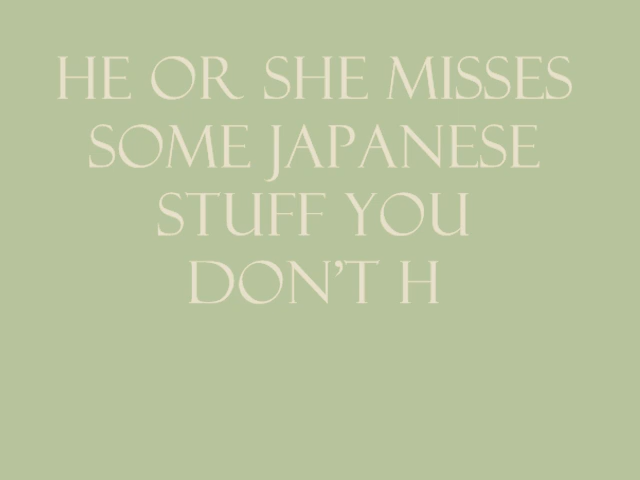 HE OR SHE MISSES
SOME JAPANESE
STUFF YOU
DON'T H